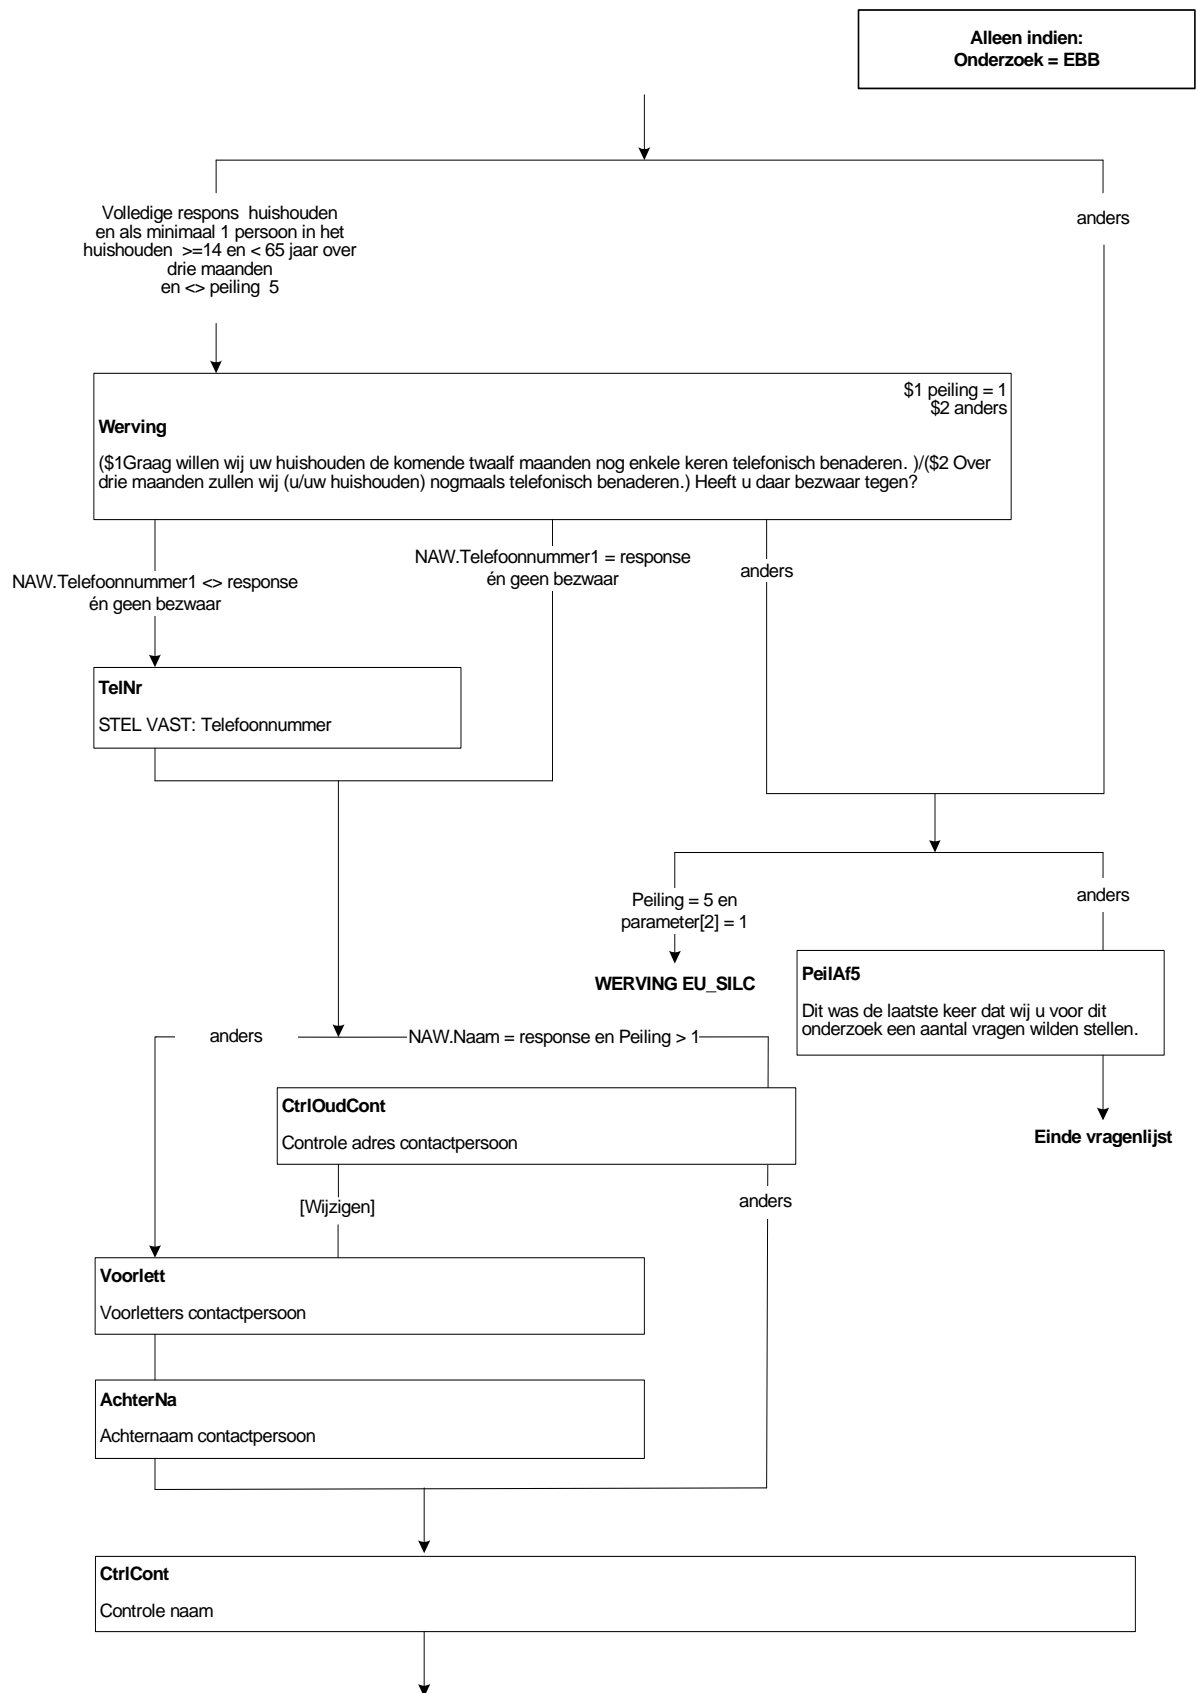 Alleen indien:
Onderzoek = EBB
Volledige respons huishouden
en als minimaal 1 persoon in het
huishouden >=14 en < 65 jaar over
drie maanden
en <> peiling 5
anders
$1 peiling = 1
$2 anders
Werving
($1Graag willen wij uw huishouden de komende twaalf maanden nog enkele keren telefonisch benaderen. )/($2 Over
drie maanden zullen wij (u/uw huishouden) nogmaals telefonisch benaderen.) Heeft u daar bezwaar tegen?
NAW.Telefoonnummer1 <> response
én geen bezwaar
NAW.Telefoonnummer1 = response
én geen bezwaar
anders
TelNr
STEL VAST: Telefoonnummer
Peiling = 5 en
parameter[2] = 1
anders
WERVING EU_SILC
PeilAf5
Dit was de laatste keer dat wij u voor dit
onderzoek een aantal vragen wilden stellen.
Einde vragenlijst
anders
NAW.Naam = response en Peiling > 1
CtrlOudCont
Controle adres contactpersoon
[Wijzigen]
anders
Voorlett
Voorletters contactpersoon
AchterNa
Achternaam contactpersoon
CtrlCont
Controle naam